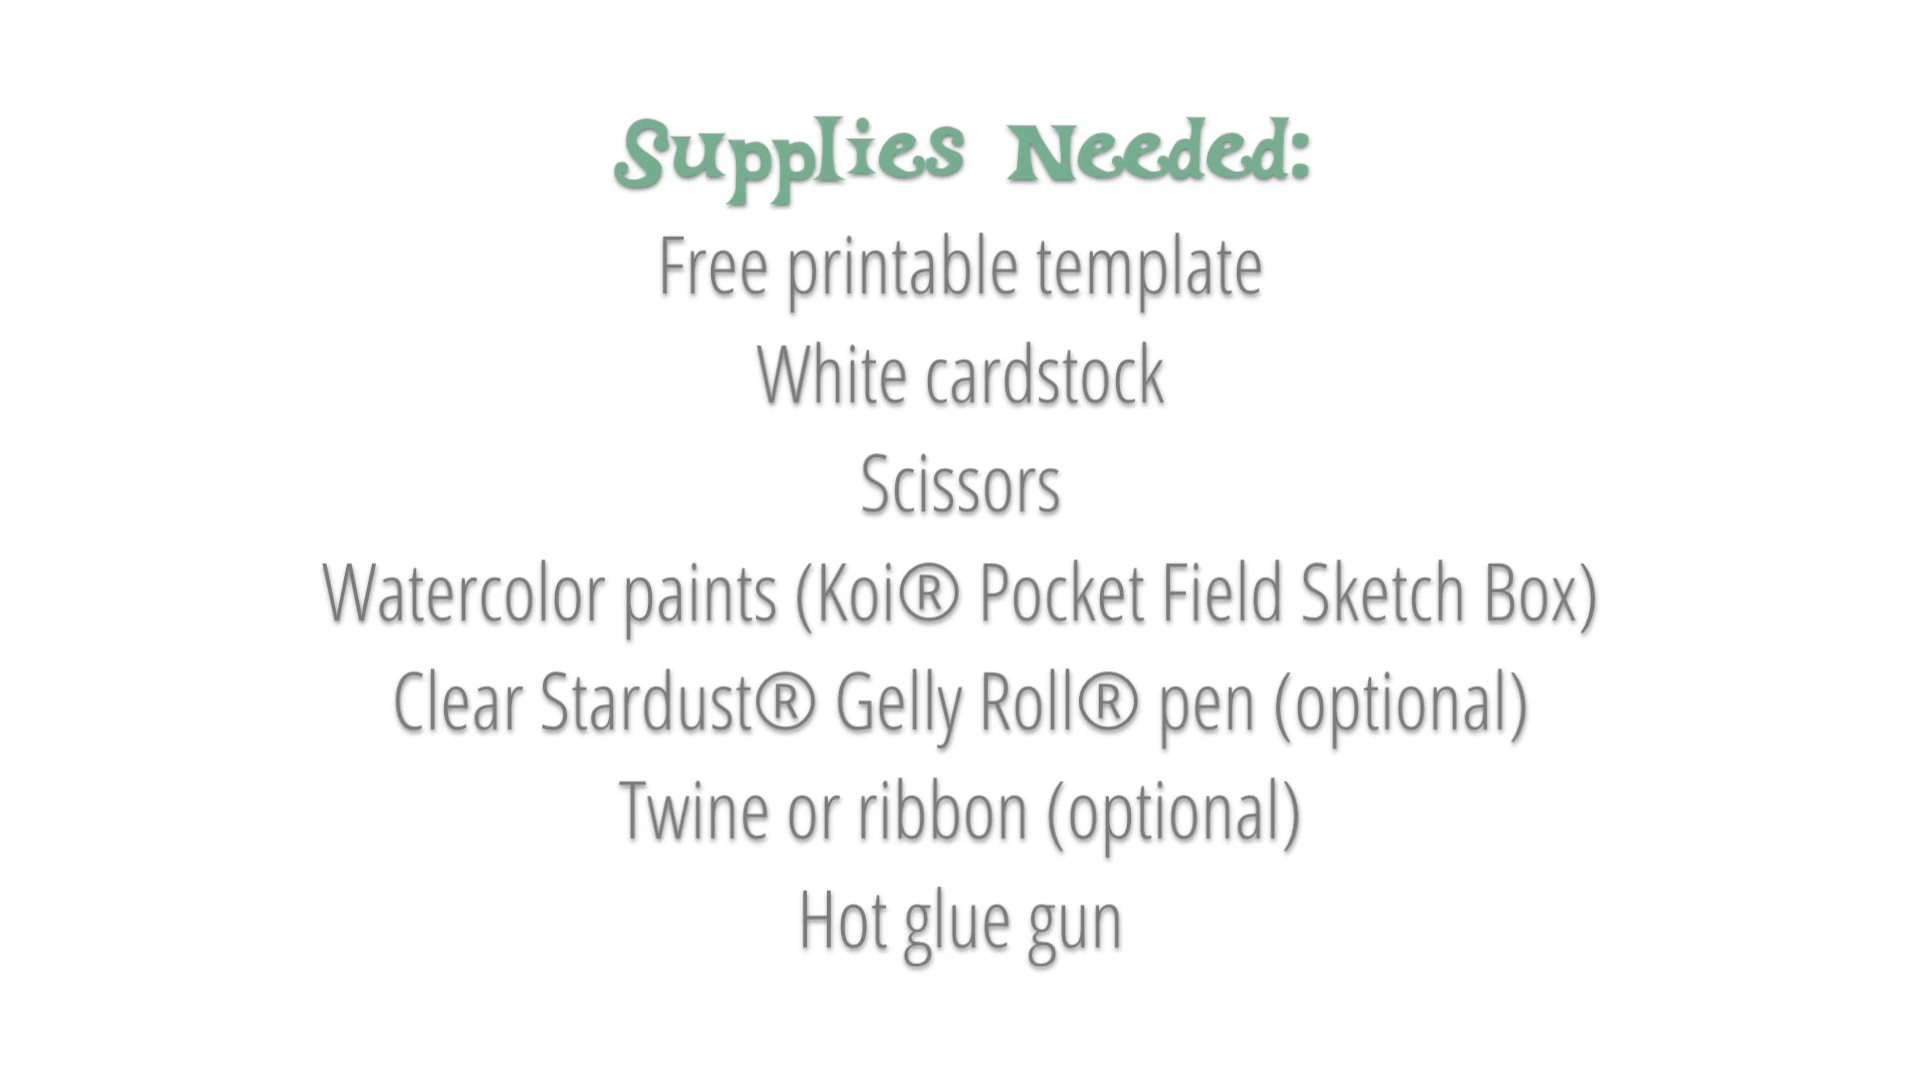 Supplies Needed:
Free printable template
White cardstock
Scissors
Watercolor paints (Koi® Pocket Field Sketch Box)
Clear Stardust® Gelly Roll® pen (optional)
Twine or ribbon (optional)
Hot glue gun